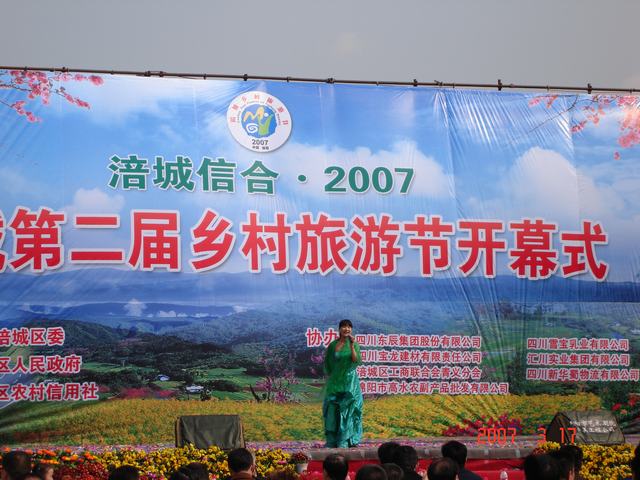 2007
涪城信合·2007
第二届乡村旅游节开幕式
涪城区委
区人民政府
区农村信用社
协办
四川东辰集团股份有限公司
四川宝龙建材有限责任公司
涪城区工商联合会青义分会
绵阳市高水农副产品批发有限公司
四川雪宝乳业有限公司
汇川实业集团有限公司
四川新华蜀物流有限公司
2007 3 17